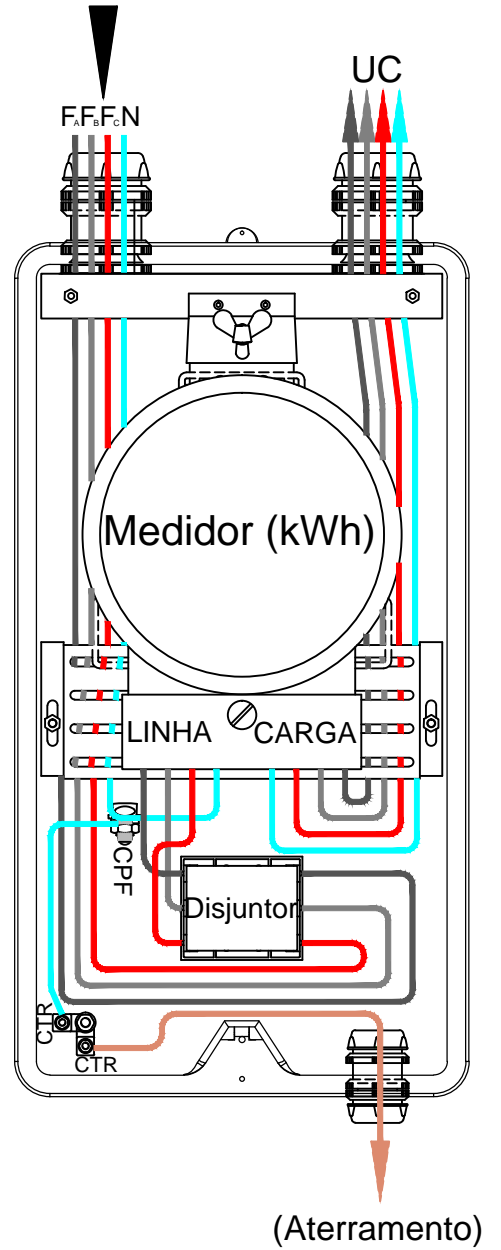 UC
FAFBFCN
Medidor (kWh)
LINHA
CARGA
CPF
Disjuntor
CTR
CTR
(Aterramento)